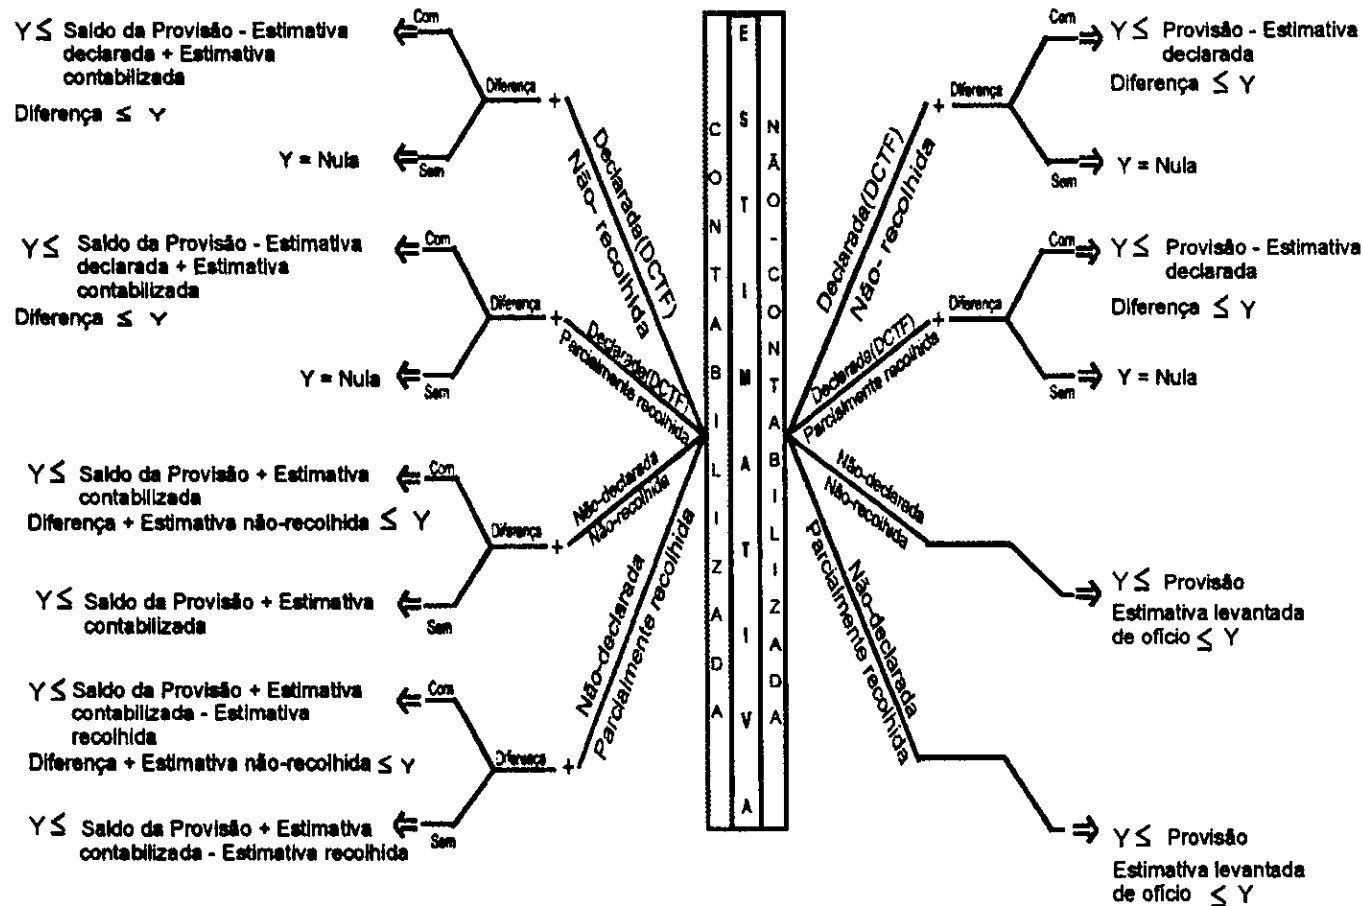 Y ≤ Saldo da Provisão - Estimativa
declarada + Estimativa
contabilizada
Diferença ≤ Y
Com
Diferença
+
Y = Nula
Sem
Declarada(DCTF)
Não- recolhida
Y ≤ Saldo da Provisão - Estimativa
declarada + Estimativa
contabilizada
Diferença ≤ Y
Com
Diferença
+
Y = Nula
Sem
Declarada(DCTF)
Parcialmente recolhida
Y ≤ Saldo da Provisão + Estimativa
contabilizada
Diferença + Estimativa não-recolhida ≤ Y
Com
Diferença
+
Y ≤ Saldo da Provisão + Estimativa
contabilizada
Sem
Não-declarada
Não-recolhida
Y ≤ Saldo da Provisão + Estimativa
contabilizada - Estimativa
recolhida
Diferença + Estimativa não-recolhida ≤ Y
Com
Diferença
+
Y ≤ Saldo da Provisão + Estimativa
contabilizada - Estimativa recolhida
Sem
Não-declarada
Parcialmente recolhida
CONTABILIZADA
ESTIMATIVA
NÃO-CONTABILIZADA
Declarada(DCTF)
Não- recolhida
+
Diferença
Com
Y ≤ Provisão - Estimativa
declarada
Diferença ≤ Y
Sem
Y = Nula
Declarada(DCTF)
Parcialmente recolhida
+
Diferença
Com
Y ≤ Provisão - Estimativa
declarada
Diferença ≤ Y
Sem
Y = Nula
Não-declarada
Não-recolhida
Y ≤ Provisão
Estimativa levantada
de ofício ≤ Y
Não-declarada
Parcialmente recolhida
Y ≤ Provisão
Estimativa levantada
de ofício ≤ Y